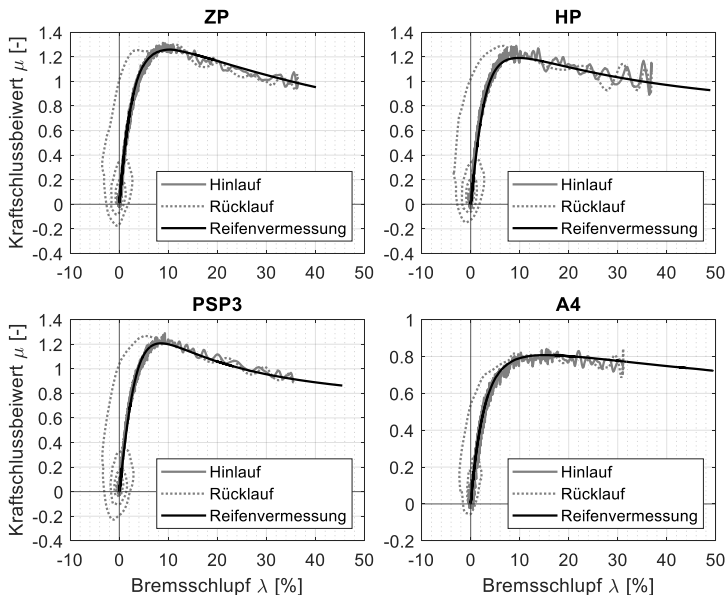 ZP
HP
1.4
1.2
1
0.8
0.6
0.4
0.2
0
-0.2
-0.4
Kraftschlussbeiwert μ [-]
Hinlauf
Rücklauf
Reifenvermessung
-10 0 10 20 30 40 50
1.4
1.2
1
0.8
0.6
0.4
0.2
0
-0.2
-0.4
Hinlauf
Rücklauf
Reifenvermessung
-10 0 10 20 30 40 50
PSP3
A4
1.4
1.2
1
0.8
0.6
0.4
0.2
0
-0.2
-0.4
Kraftschlussbeiwert μ [-]
Hinlauf
Rücklauf
Reifenvermessung
-10 0 10 20 30 40 50
Bremsschlupf λ [%]
1
0.8
0.6
0.4
0.2
0
-0.2
Hinlauf
Rücklauf
Reifenvermessung
-10 0 10 20 30 40 50
Bremsschlupf λ [%]